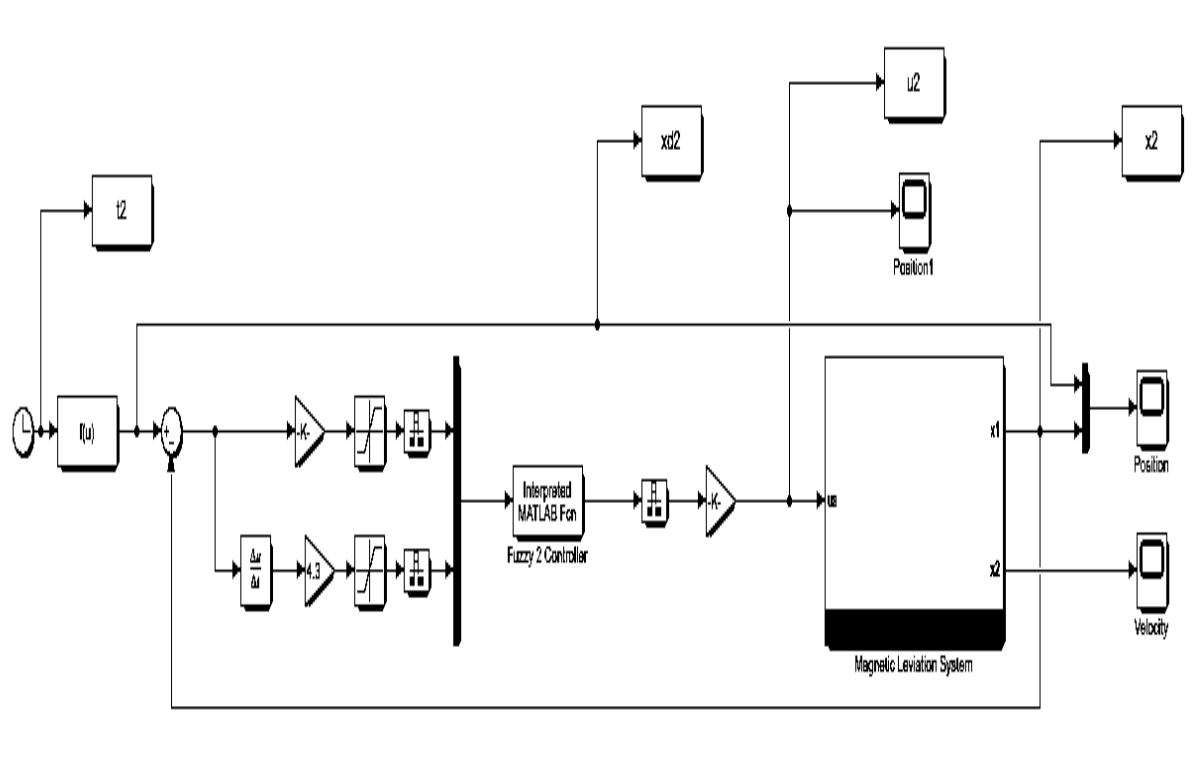 u2
xd2
x2
t2
Position1
f(u)
+
-
-K-
x1
Position
Interpreted
MATLAB Fcn
-K-
Fuzzy 2 Controller
Δu
Δt
4.3
x2
Velocity
Magnetic Leviation System